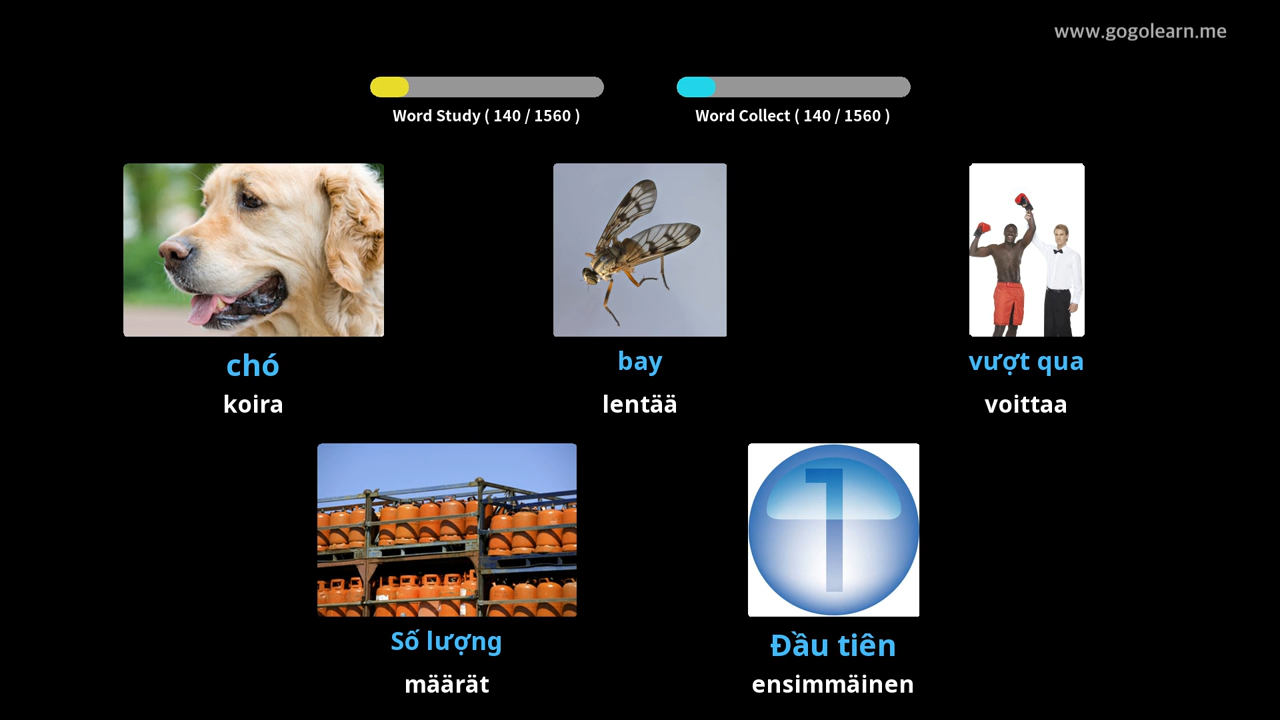 www.gogolearn.me
Word Study ( 140 / 1560 )
Word Collect ( 140 / 1560 )
chó
koira
bay
lentää
vượt qua
voittaa
Số lượng
määrät
1
Đầu tiên
ensimmäinen